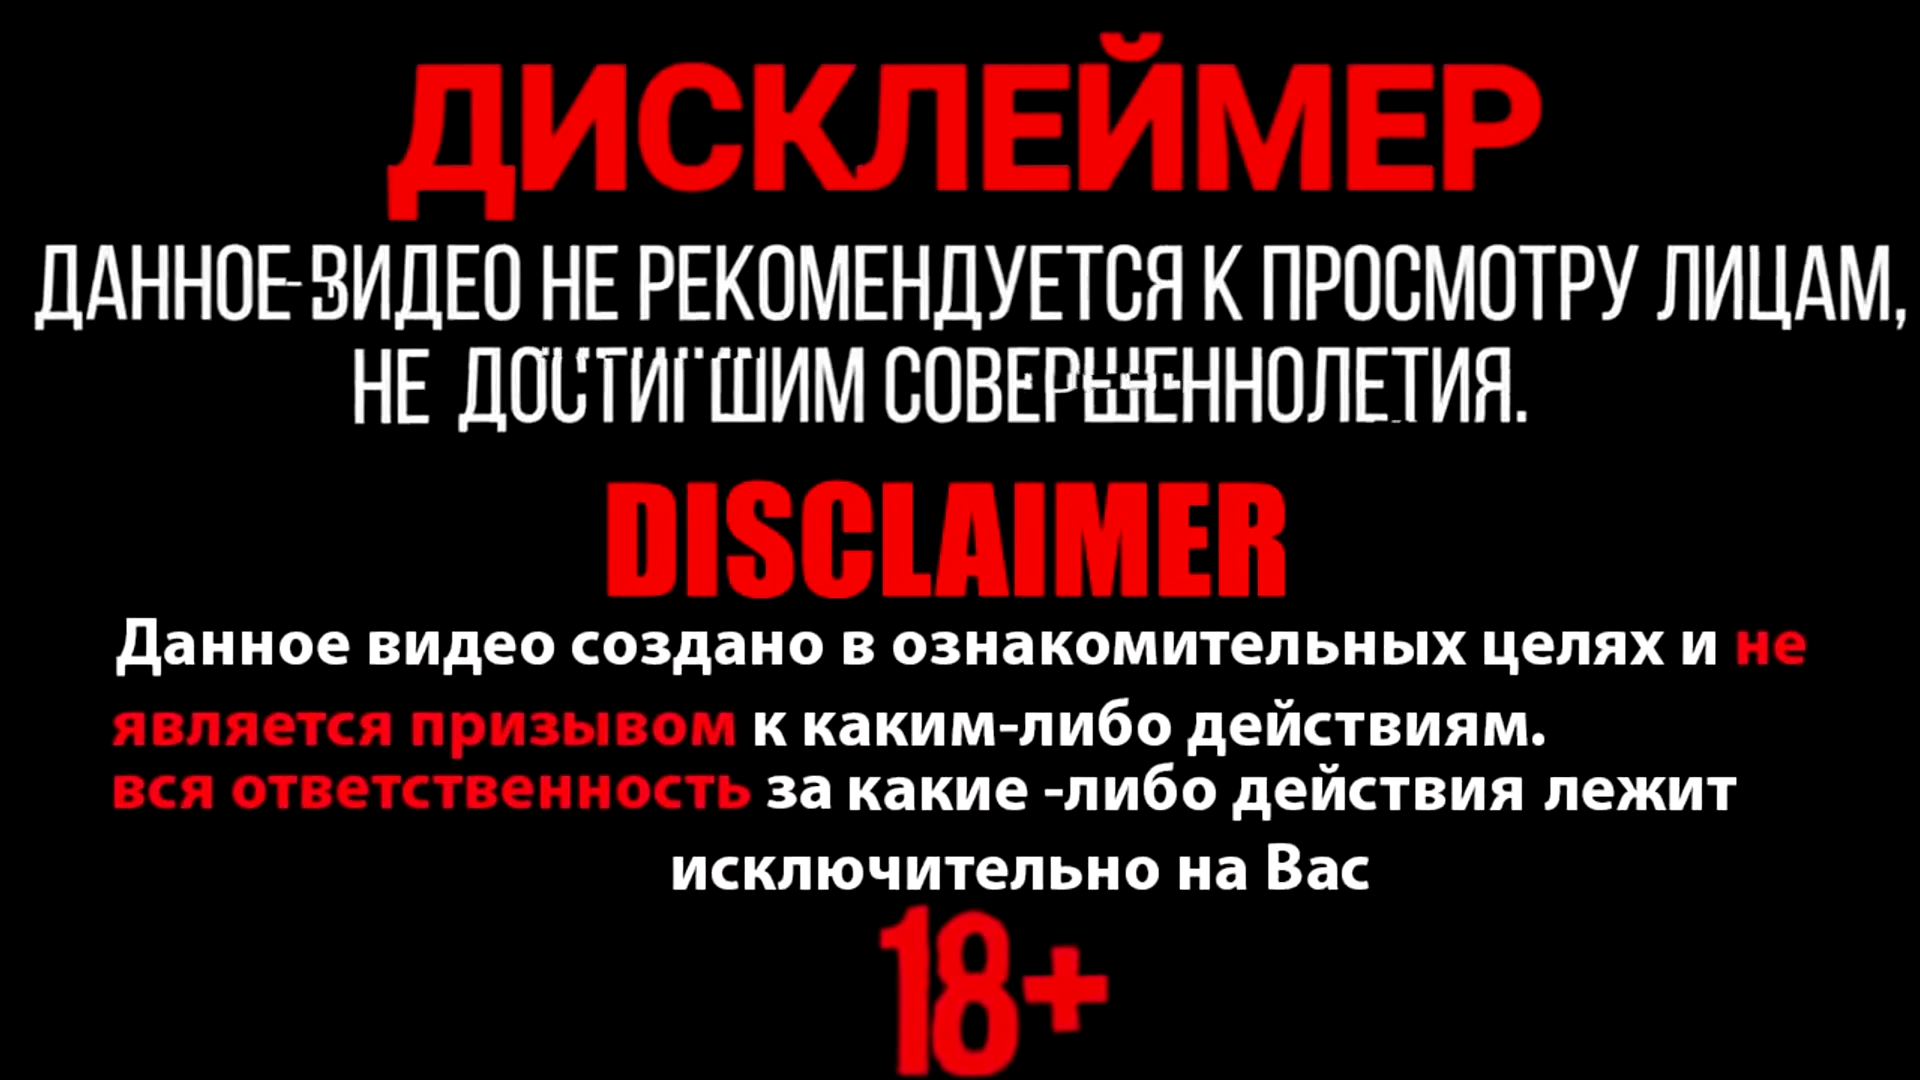 ДИСКЛЕЙМЕР
ДАННОЕ ВИДЕО НЕ РЕКОМЕНДУЕТСЯ К ПРОСМОТРУ ЛИЦАМ,
НЕ ДОСТИГШИМ СОВЕРШЕННОЛЕТИЯ.
DISCLAIMER
Данное видео создано в ознакомительных целях и не
является призывом к каким-либо действиям.
вся ответственность за какие -либо действия лежит
исключительно на Вас
18+